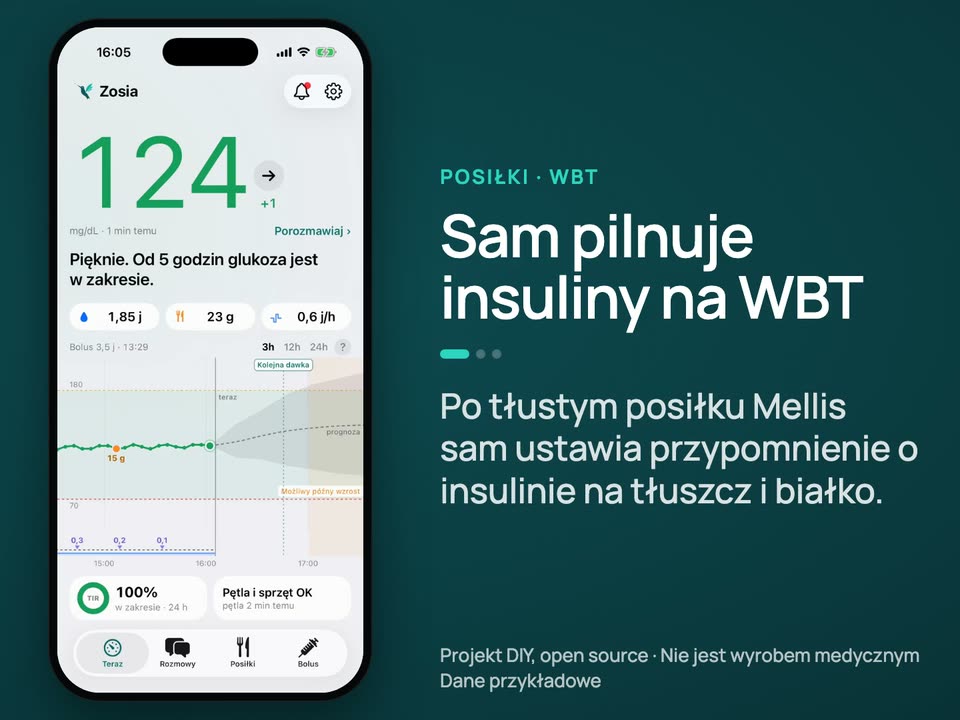 16:05
Zosia
124
+1
mg/dL · 1 min temu
Porozmawiaj ›
Pięknie. Od 5 godzin glukoza jest
w zakresie.
1,85 j
23 g
0,6 j/h
Bolus 3,5 j · 13:29
3h 12h 24h ?
Kolejna dawka
180
teraz
prognoza
15 g
Możliwy późny wzrost
70
0,3 0,2 0,1
15:00 16:00 17:00
TIR
100%
w zakresie · 24 h
Pętla i sprzęt OK
pętla 2 min temu
Teraz Rozmowy Posiłki Bolus
POSIŁKI · WBT
Sam pilnuje
insuliny na WBT
Po tłustym posiłku Mellis
sam ustawia przypomnienie o
insulinie na tłuszcz i białko.
Projekt DIY, open source · Nie jest wyrobem medycznym
Dane przykładowe